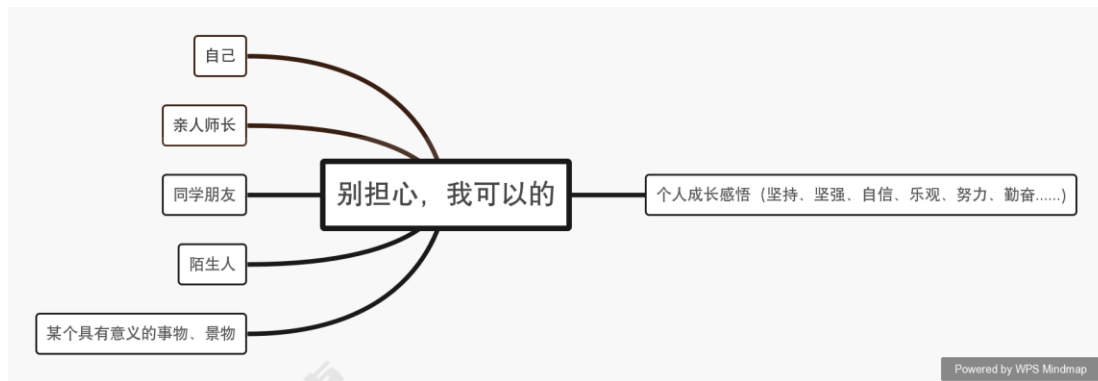 自己
亲人师长
同学朋友
陌生人
某个具有意义的事物、景物
别担心，我可以的
个人成长感悟（坚持、坚强、自信、乐观、努力、勤奋......)
Powered by WPS Mindmap